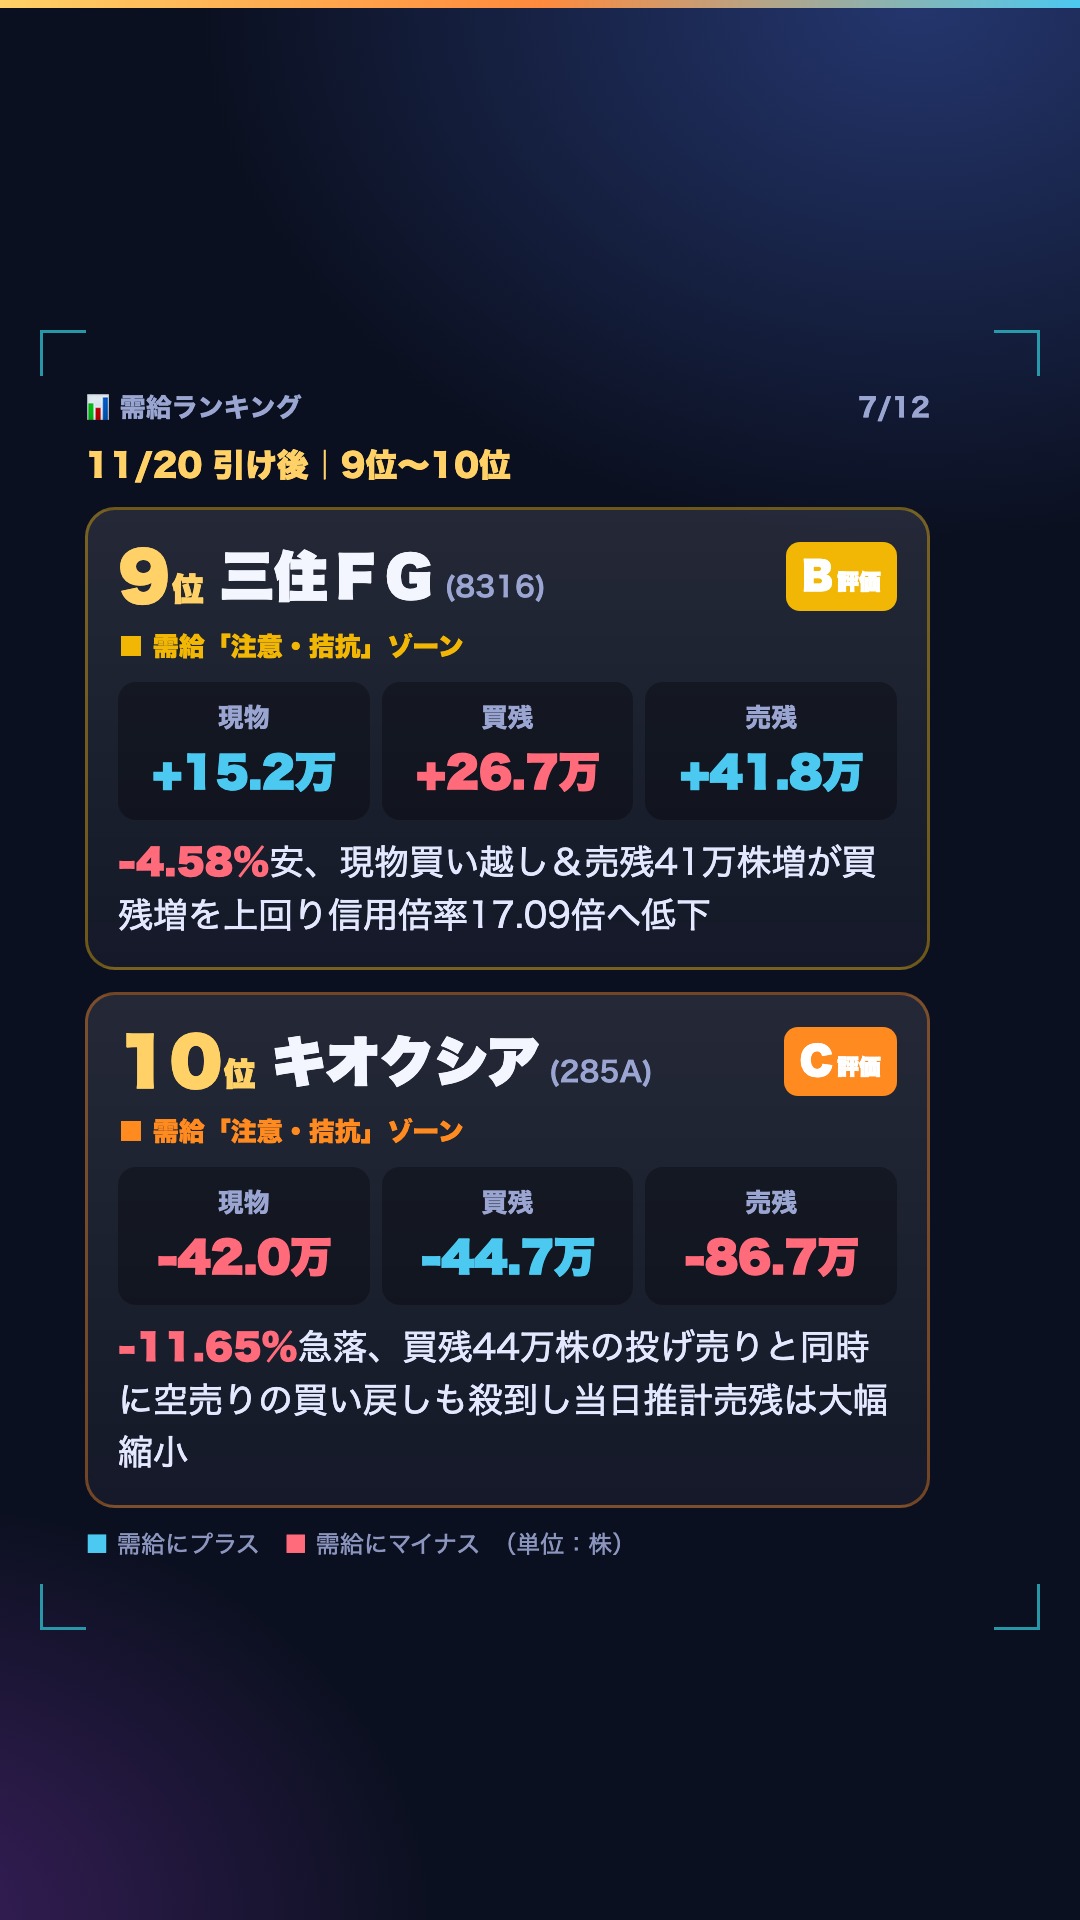 📊 需給ランキング 7/12
11/20 引け後｜9位〜10位
9位 三住ＦＧ (8316) B評価
■ 需給「注意・拮抗」ゾーン
現物 買残 売残
+15.2万 +26.7万 +41.8万
-4.58%安、現物買い越し＆売残41万株増が買
残増を上回り信用倍率17.09倍へ低下
10位 キオクシア (285A) C評価
■ 需給「注意・拮抗」ゾーン
現物 買残 売残
-42.0万 -44.7万 -86.7万
-11.65%急落、買残44万株の投げ売りと同時
に空売りの買い戻しも殺到し当日推計売残は大幅
縮小
■ 需給にプラス ■ 需給にマイナス （単位：株）